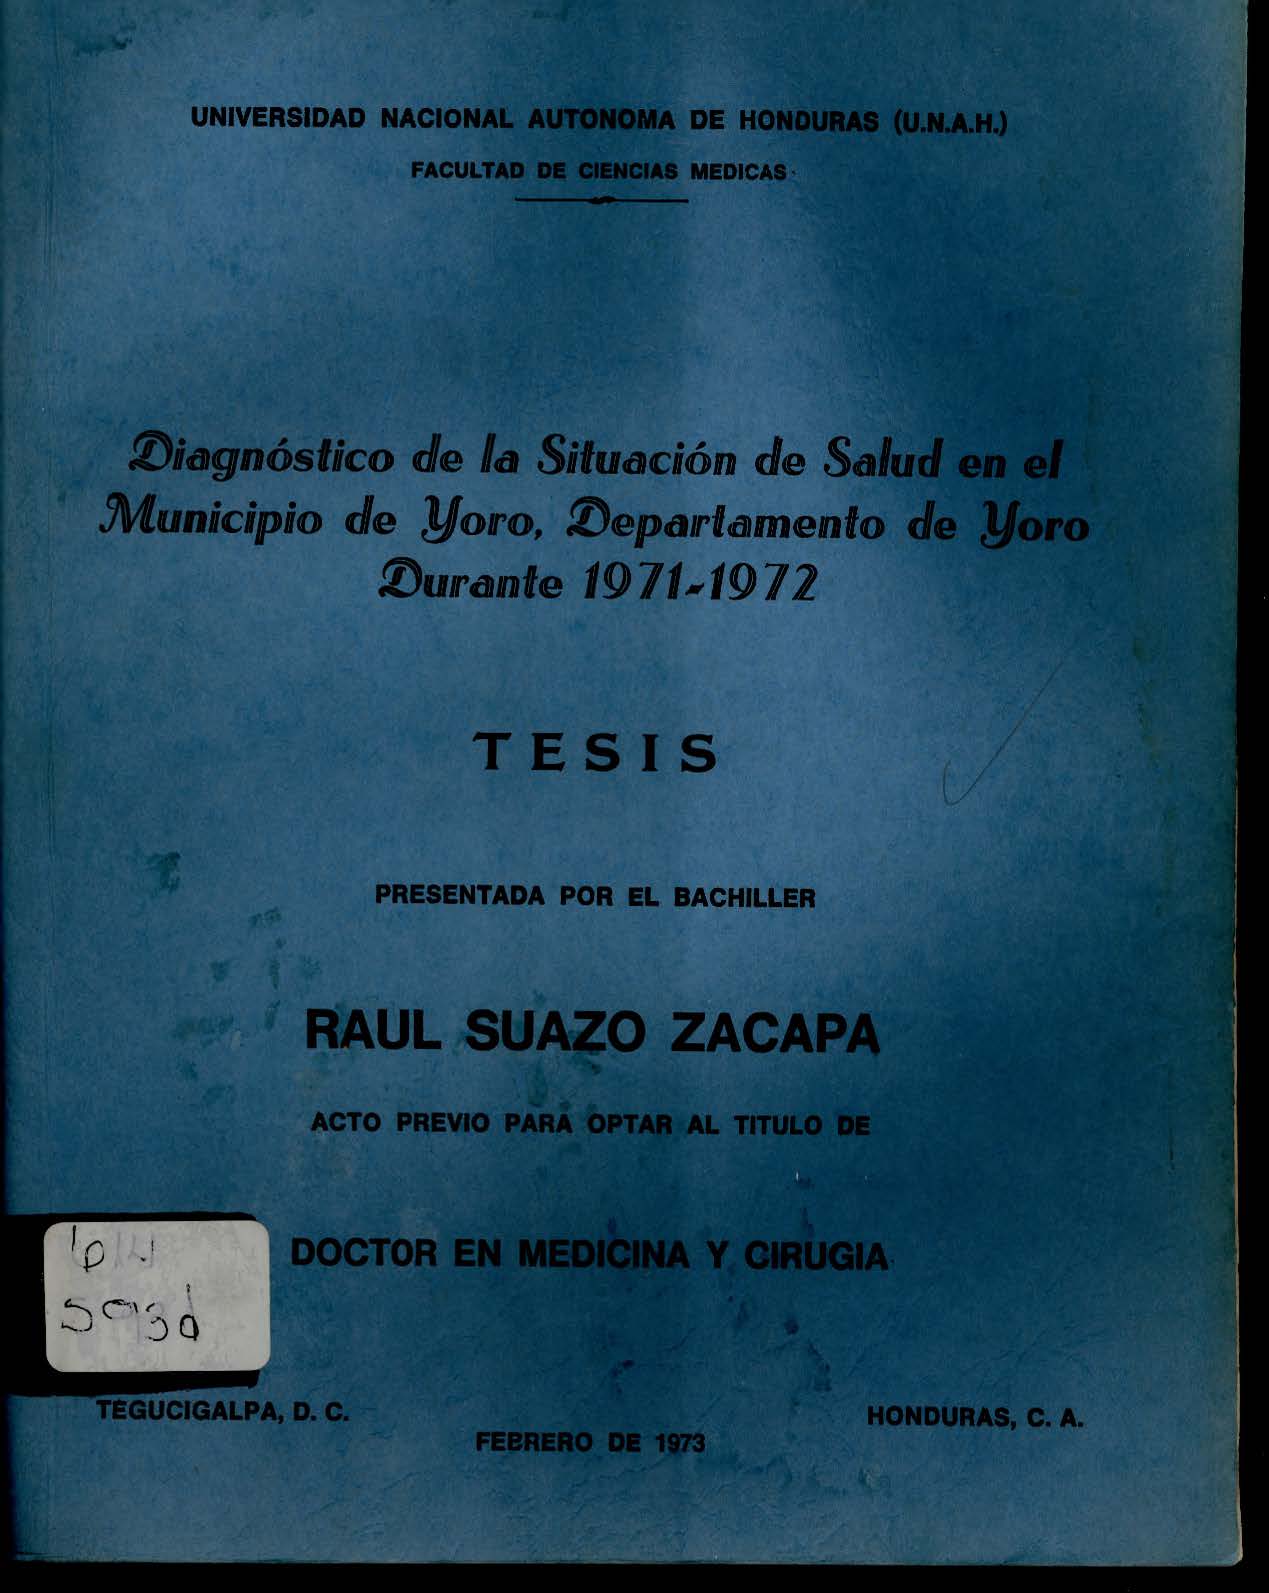 UNIVERSIDAD NACIONAL AUTONOMA DE HONDURAS (U.N.A.H.)
FACULTAD DE CIENCIAS MEDICAS
Diagnóstico de la Situación de Salud en el
Municipio de Yoro, Departamento de Yoro
Durante 1971-1972
TESIS
PRESENTADA POR EL BACHILLER
RAUL SUAZO ZACAPA
ACTO PREVIO PARA OPTAR AL TITULO DE
DOCTOR EN MEDICINA Y CIRUGIA
614
S93d
TEGUCIGALPA, D. C.
HONDURAS, C. A.
FEBRERO DE 1973